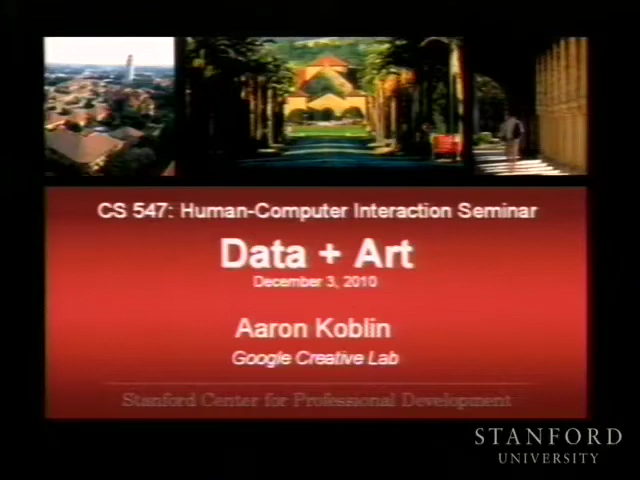 CS 547: Human-Computer Interaction Seminar
Data + Art
December 3, 2010
Aaron Koblin
Google Creative Lab
Stanford Center for Professional Development
STANFORD
UNIVERSITY